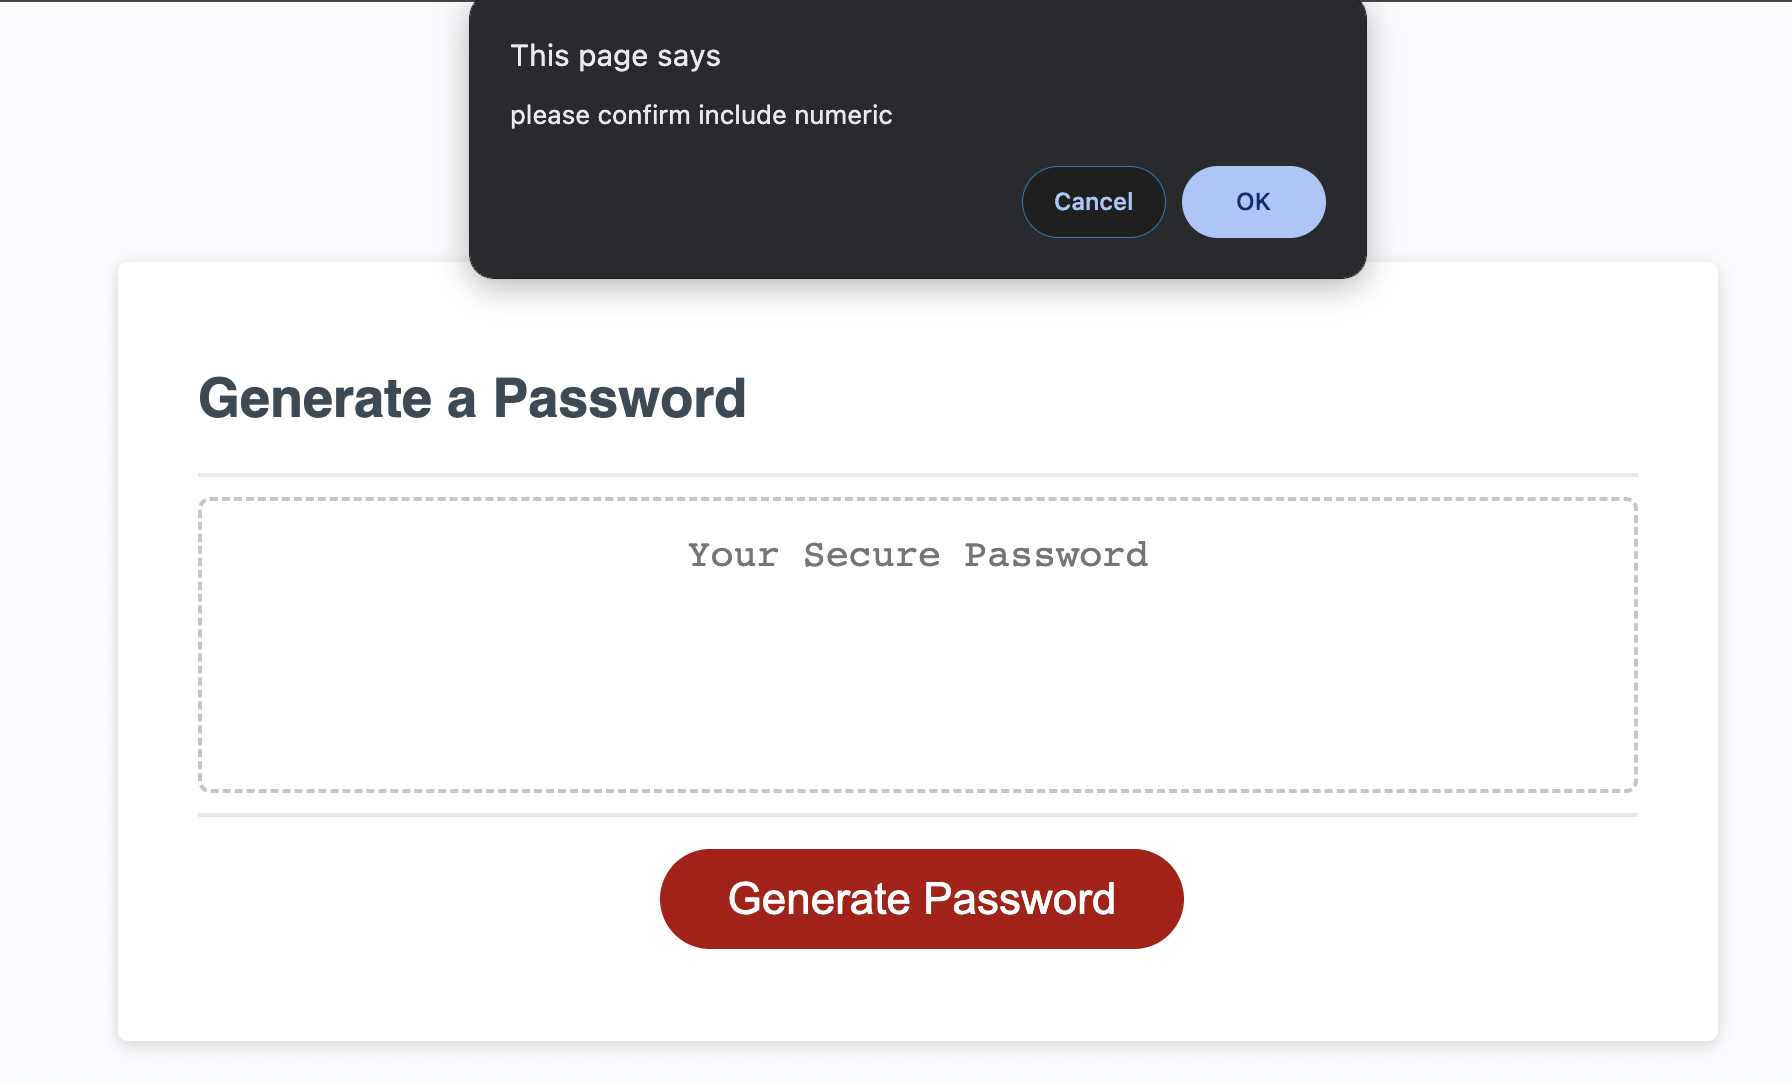 This page says
please confirm include numeric
Cancel
OK
Generate a Password
Your Secure Password
Generate Password